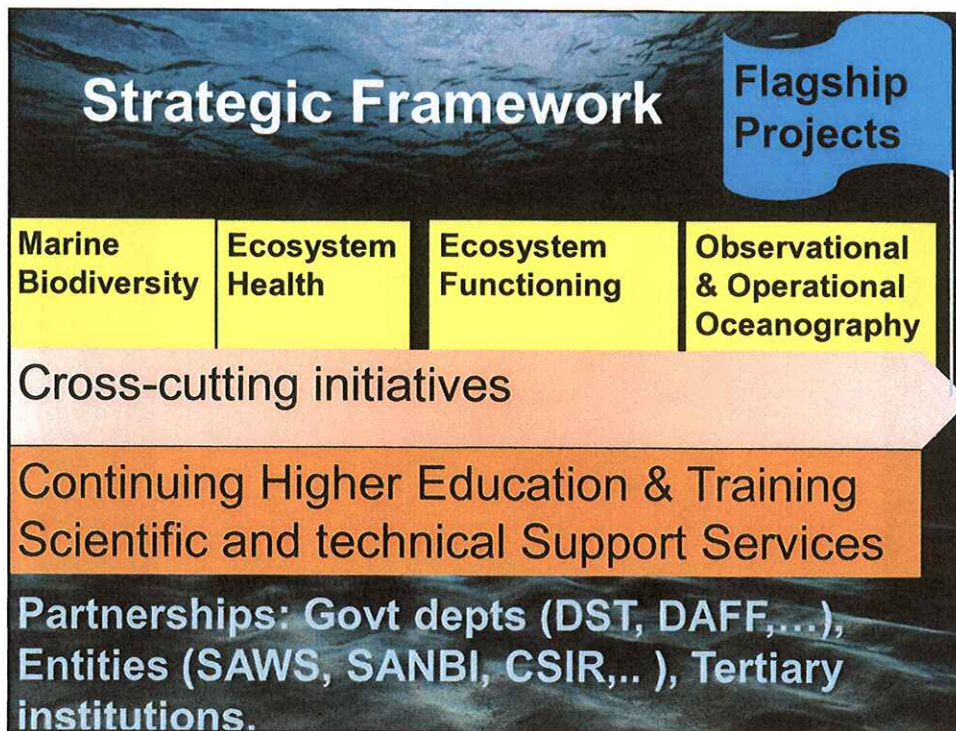 Strategic Framework
Flagship
Projects
Marine
Biodiversity
Ecosystem
Health
Ecosystem
Functioning
Observational
& Operational
Oceanography
Cross-cutting initiatives
Continuing Higher Education & Training
Scientific and technical Support Services
Partnerships: Govt depts (DST, DAFF,...),
Entities (SAWS, SANBI, CSIR,.. ), Tertiary
institutions.